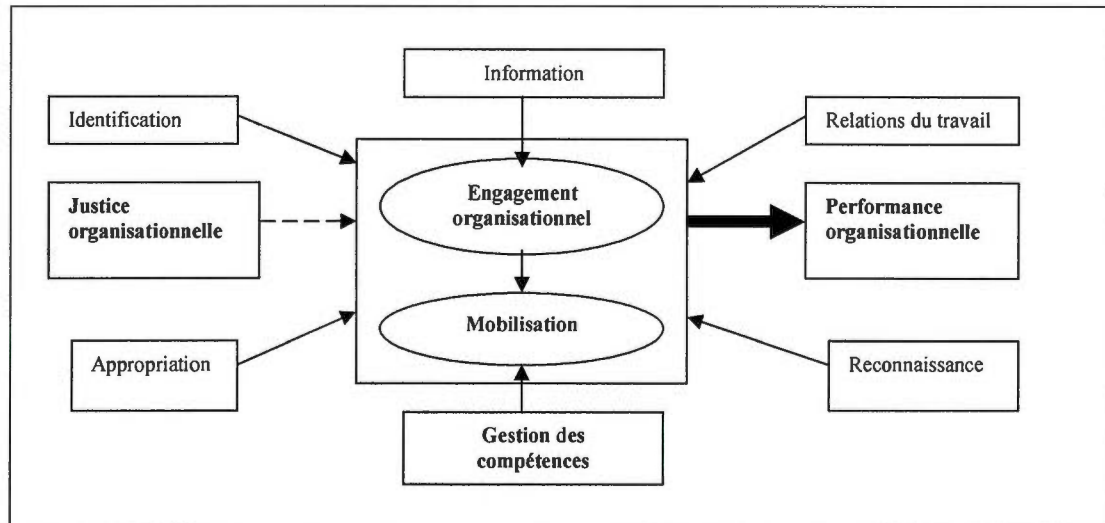 Information
Identification
Relations du travail
Engagement
organisationnel
Justice
organisationnelle
Performance
organisationnelle
Mobilisation
Appropriation
Reconnaissance
Gestion des
compétences